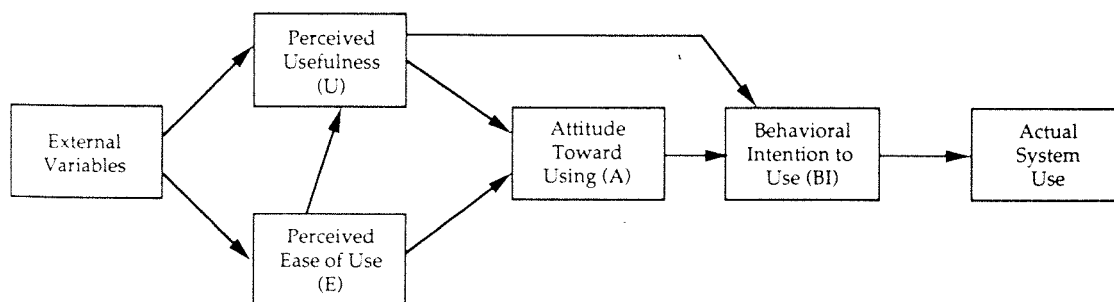 External
Variables
Perceived
Usefulness
(U)
Perceived
Ease of Use
(E)
Attitude
Toward
Using (A)
Behavioral
Intention to
Use (BI)
Actual
System
Use